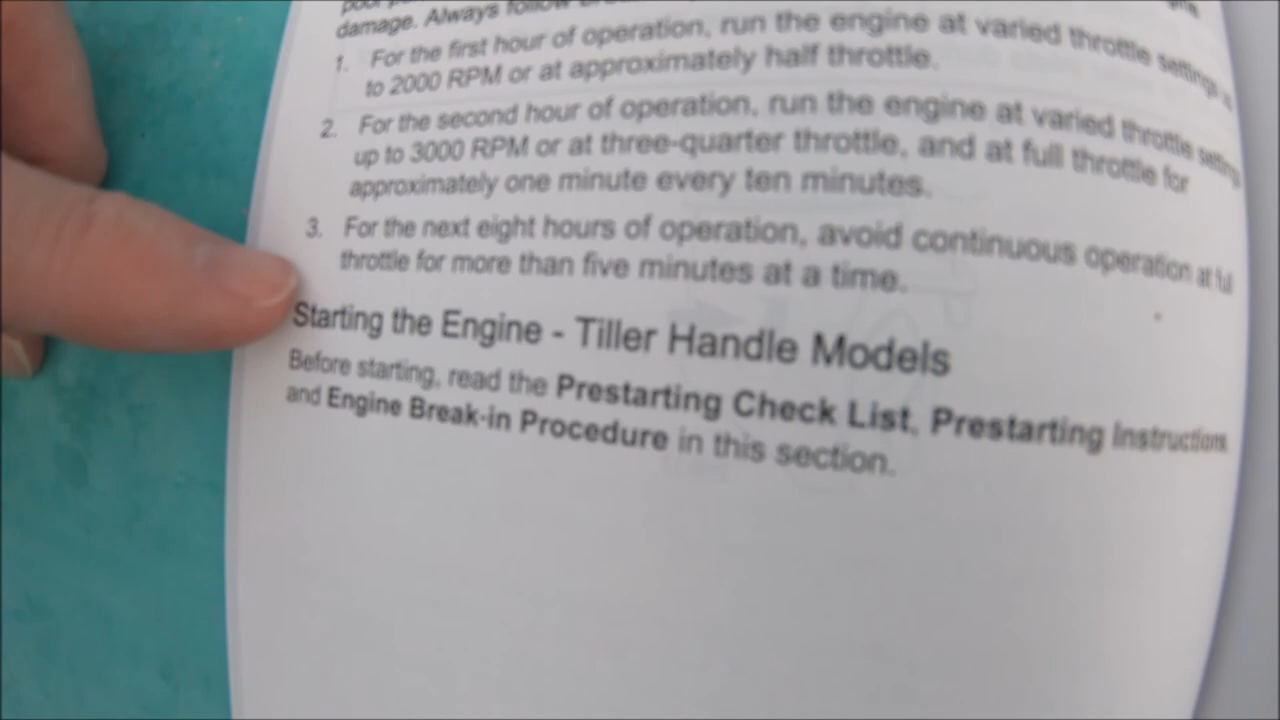 damage. Always follow
1. For the first hour of operation, run the engine at varied throttle settings
to 2000 RPM or at approximately half throttle.
2. For the second hour of operation, run the engine at varied throttle setting
up to 3000 RPM or at three-quarter throttle, and at full throttle for
approximately one minute every ten minutes.
3. For the next eight hours of operation, avoid continuous operation at full
throttle for more than five minutes at a time.
Starting the Engine - Tiller Handle Models
Before starting, read the Prestarting Check List, Prestarting Instructions
and Engine Break-in Procedure in this section.